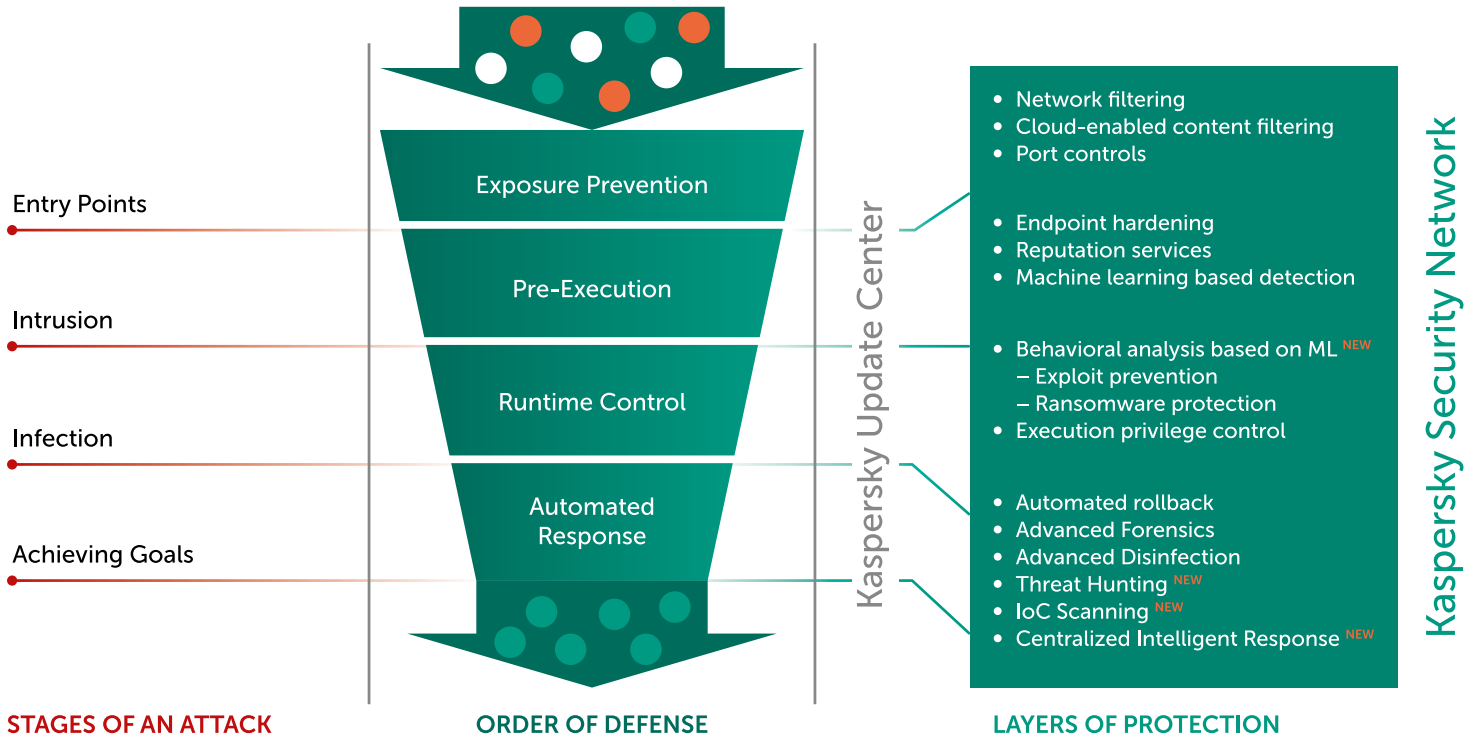 Entry Points
Intrusion
Infection
Achieving Goals
STAGES OF AN ATTACK
Exposure Prevention
Pre-Execution
Runtime Control
Automated
Response
ORDER OF DEFENSE
Kaspersky Update Center
• Network filtering
• Cloud-enabled content filtering
• Port controls
• Endpoint hardening
• Reputation services
• Machine learning based detection
• Behavioral analysis based on ML NEW
– Exploit prevention
– Ransomware protection
• Execution privilege control
• Automated rollback
• Advanced Forensics
• Advanced Disinfection
• Threat Hunting NEW
• IoC Scanning NEW
• Centralized Intelligent Response NEW
LAYERS OF PROTECTION
Kaspersky Security Network